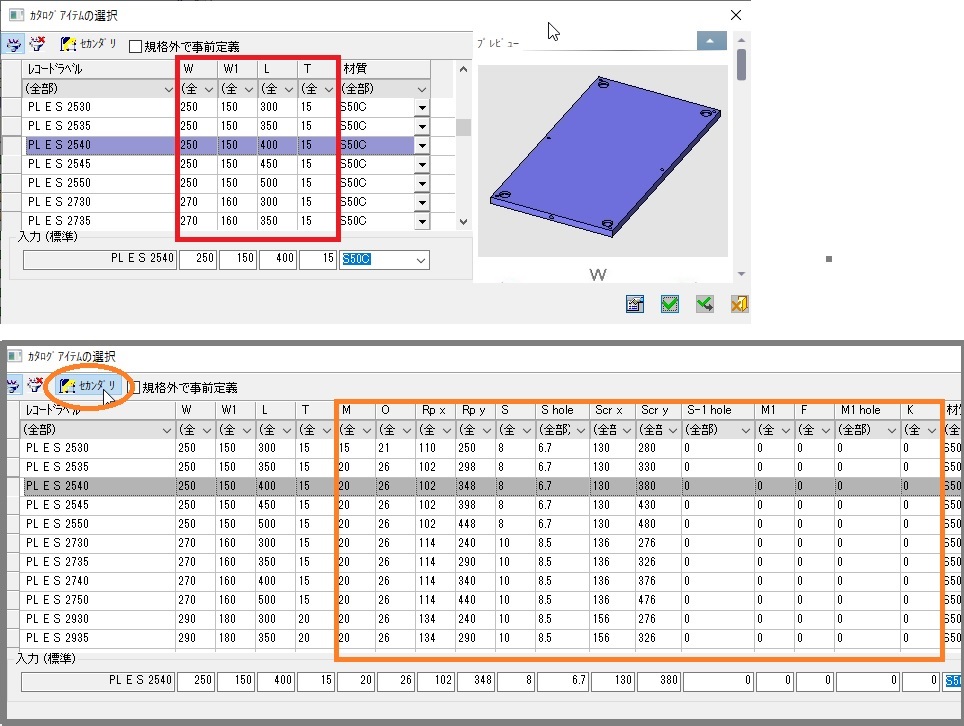 カタログ アイテムの選択
セカンダリ 規格外で事前定義
プレビュー
レコードラベル W W1 L T 材質
(全部) (全 (全 (全 (全 (全部)
PL E S 2530 250 150 300 15 S50C
PL E S 2535 250 150 350 15 S50C
PL E S 2540 250 150 400 15 S50C
PL E S 2545 250 150 450 15 S50C
PL E S 2550 250 150 500 15 S50C
PL E S 2730 270 160 300 15 S50C
PL E S 2735 270 160 350 15 S50C
入力 (標準)
PL E S 2540 250 150 400 15 S50C
W
カタログ アイテムの選択
セカンダリ 規格外で事前定義
レコードラベル W W1 L T M O Rp x Rp y S S hole Scr x Scr y S-1 hole M1 F M1 hole K 材
(全部) (全 (全 (全 (全 (全 (全 (全 (全 (全 (全部) (全部 (全部 (全部) (全 (全 (全部) (全 (全
PL E S 2530 250 150 300 15 15 21 110 250 8 6.7 130 280 0 0 0 0 0 S50
PL E S 2535 250 150 350 15 20 26 102 298 8 6.7 130 330 0 0 0 0 0 S50
PL E S 2540 250 150 400 15 20 26 102 348 8 6.7 130 380 0 0 0 0 0 S50
PL E S 2545 250 150 450 15 20 26 102 398 8 6.7 130 430 0 0 0 0 0 S50
PL E S 2550 250 150 500 15 20 26 102 448 8 6.7 130 480 0 0 0 0 0 S50
PL E S 2730 270 160 300 15 20 26 114 240 10 8.5 136 276 0 0 0 0 0 S50
PL E S 2735 270 160 350 15 20 26 114 290 10 8.5 136 326 0 0 0 0 0 S50
PL E S 2740 270 160 400 15 20 26 114 340 10 8.5 136 376 0 0 0 0 0 S50
PL E S 2750 270 160 500 15 20 26 114 440 10 8.5 136 476 0 0 0 0 0 S50
PL E S 2930 290 180 300 20 20 26 134 240 10 8.5 156 276 0 0 0 0 0 S50
PL E S 2935 290 180 350 20 20 26 134 290 10 8.5 156 326 0 0 0 0 0 S50
入力 (標準)
PL E S 2540 250 150 400 15 20 26 102 348 8 6.7 130 380 0 0 0 0 0 S50